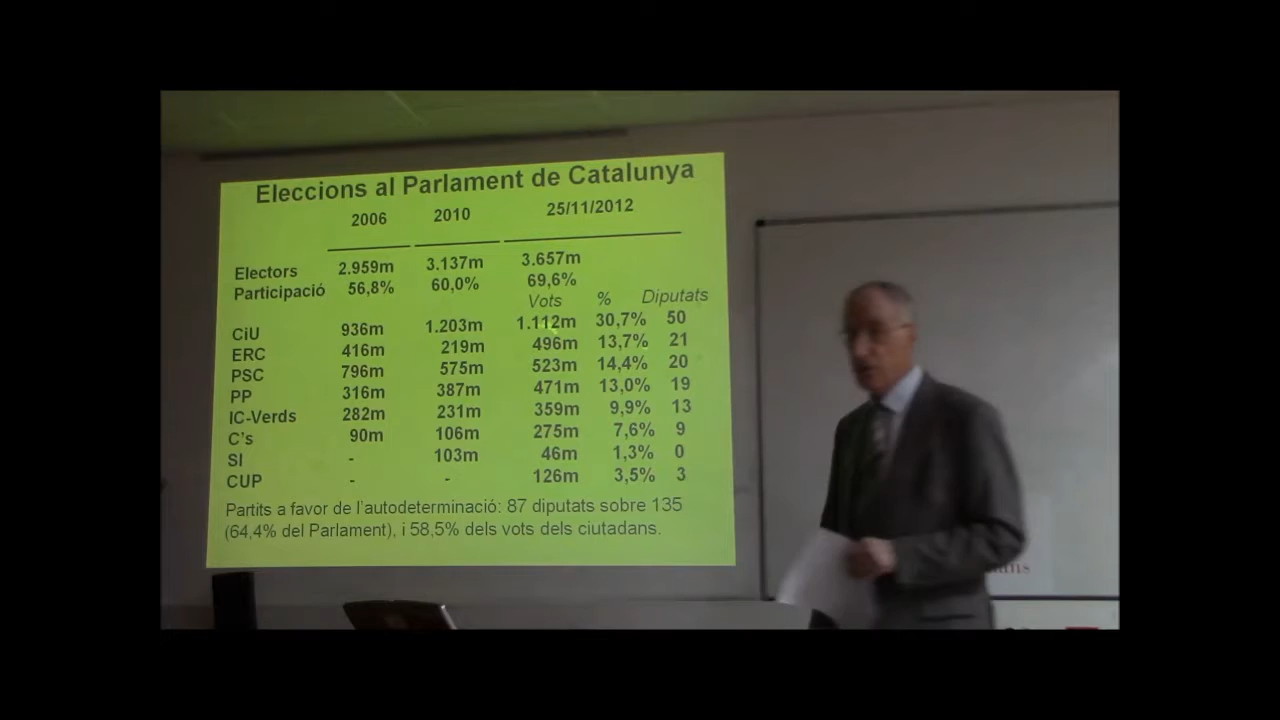 Eleccions al Parlament de Catalunya
2006 2010 25/11/2012
Electors 2.959m 3.137m 3.657m
Participació 56,8% 60,0% 69,6%
Vots % Diputats
CiU 936m 1.203m 1.112m 30,7% 50
ERC 416m 219m 496m 13,7% 21
PSC 796m 575m 523m 14,4% 20
PP 316m 387m 471m 13,0% 19
IC-Verds 282m 231m 359m 9,9% 13
C's 90m 106m 275m 7,6% 9
SI - 103m 46m 1,3% 0
CUP - - 126m 3,5% 3
Partits a favor de l'autodeterminació: 87 diputats sobre 135
(64,4% del Parlament), i 58,5% dels vots dels ciutadans.